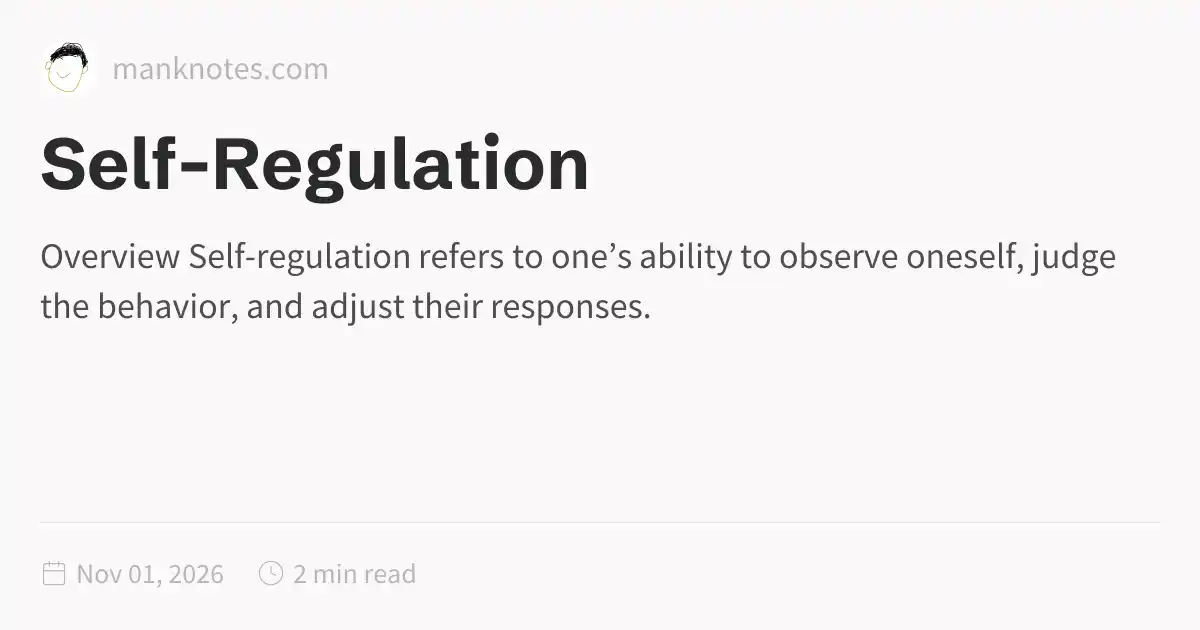 manknotes.com
Self-Regulation
Overview Self-regulation refers to one’s ability to observe oneself, judge
the behavior, and adjust their responses.
Nov 01, 2026 2 min read